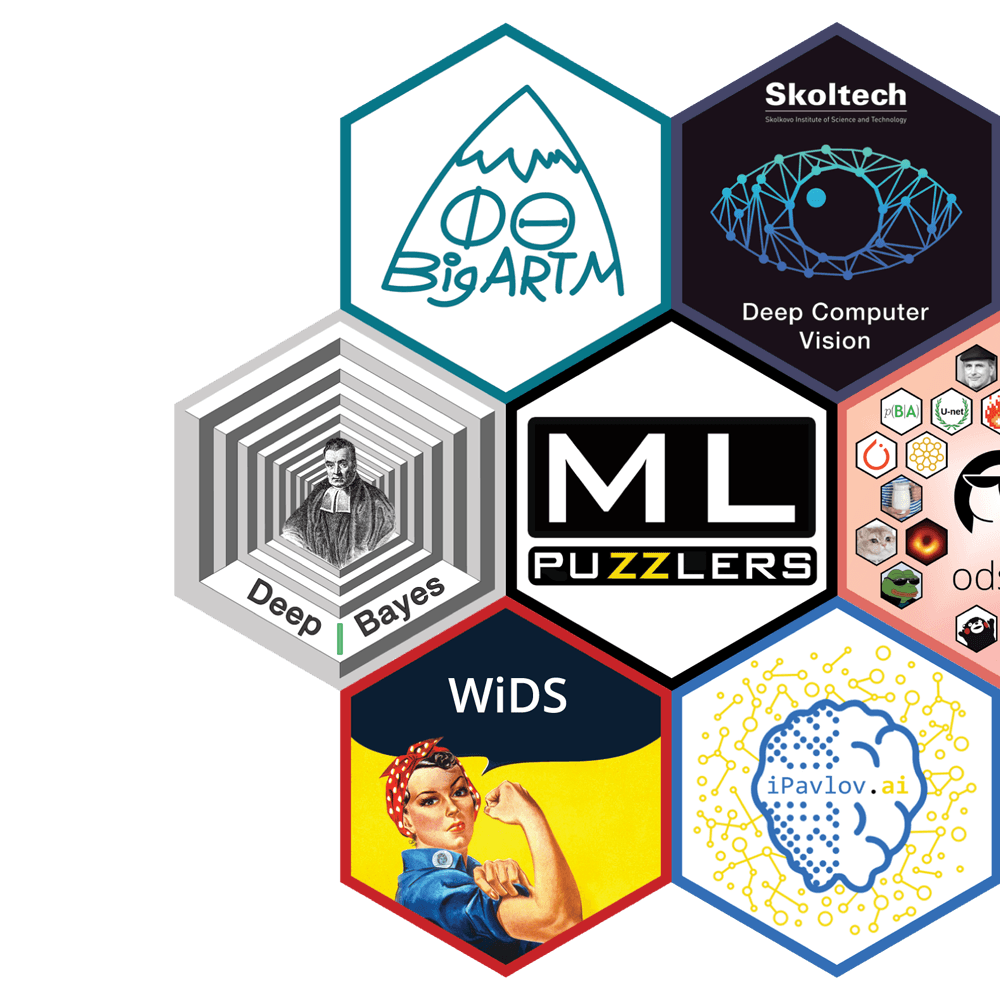 ΦΘ
BigARTM
Skoltech
Skolkovo Institute of Science and Technology
Deep Computer
Vision
Deep | Bayes
ML
PUZZLERS
p(B|A)
U-net
ods
WiDS
iPavlov.ai